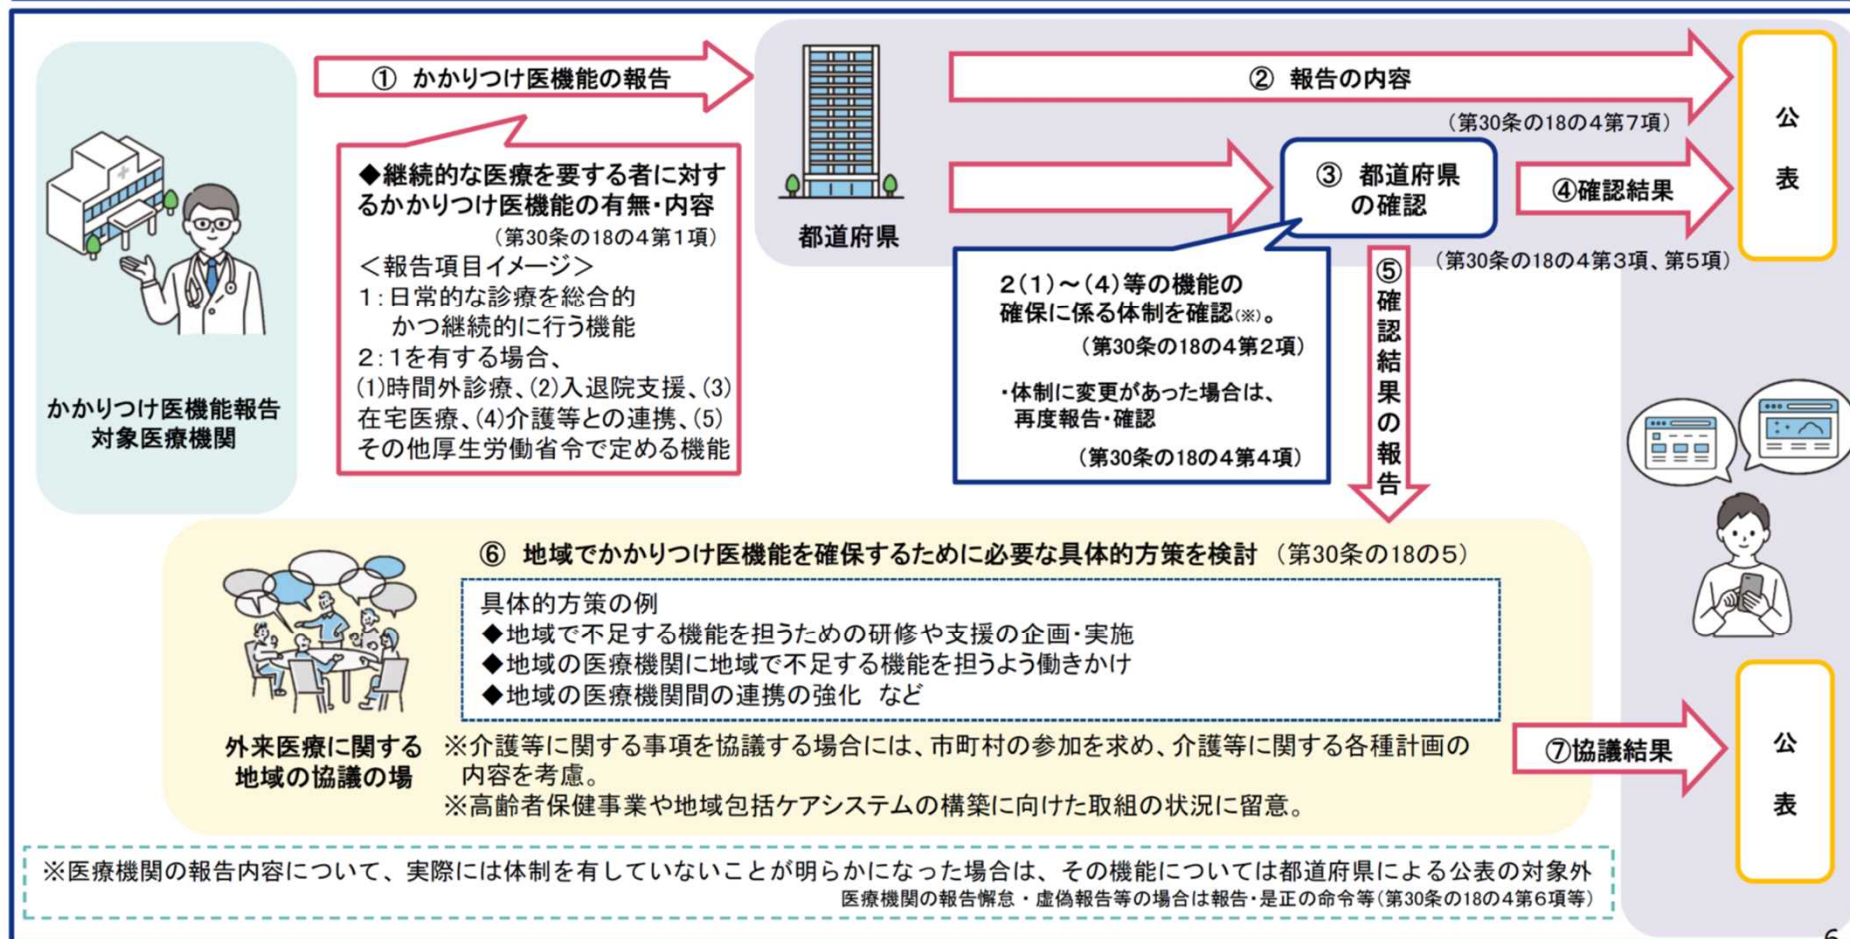 ① かかりつけ医機能の報告
② 報告の内容
(第30条の18の4第7項)
公
表
◆継続的な医療を要する者に対す
るかかりつけ医機能の有無・内容
(第30条の18の4第1項)
<報告項目イメージ>
1:日常的な診療を総合的
かつ継続的に行う機能
2:1を有する場合、
(1)時間外診療、(2)入退院支援、(3)
在宅医療、(4)介護等との連携、(5)
その他厚生労働省令で定める機能
かかりつけ医機能報告
対象医療機関
都道府県
③ 都道府県
の確認
④確認結果
(第30条の18の4第3項、第5項)
2(1)~(4)等の機能の
確保に係る体制を確認(※)。
(第30条の18の4第2項)
・体制に変更があった場合は、
再度報告・確認
(第30条の18の4第4項)
⑤確認結果の報告
⑥ 地域でかかりつけ医機能を確保するために必要な具体的方策を検討 (第30条の18の5)
具体的方策の例
◆地域で不足する機能を担うための研修や支援の企画・実施
◆地域の医療機関に地域で不足する機能を担うよう働きかけ
◆地域の医療機関間の連携の強化 など
外来医療に関する
地域の協議の場
※介護等に関する事項を協議する場合には、市町村の参加を求め、介護等に関する各種計画の
内容を考慮。
※高齢者保健事業や地域包括ケアシステムの構築に向けた取組の状況に留意。
⑦協議結果
公
表
※医療機関の報告内容について、実際には体制を有していないことが明らかになった場合は、その機能については都道府県による公表の対象外
医療機関の報告懈怠・虚偽報告等の場合は報告・是正の命令等(第30条の18の4第6項等)
6